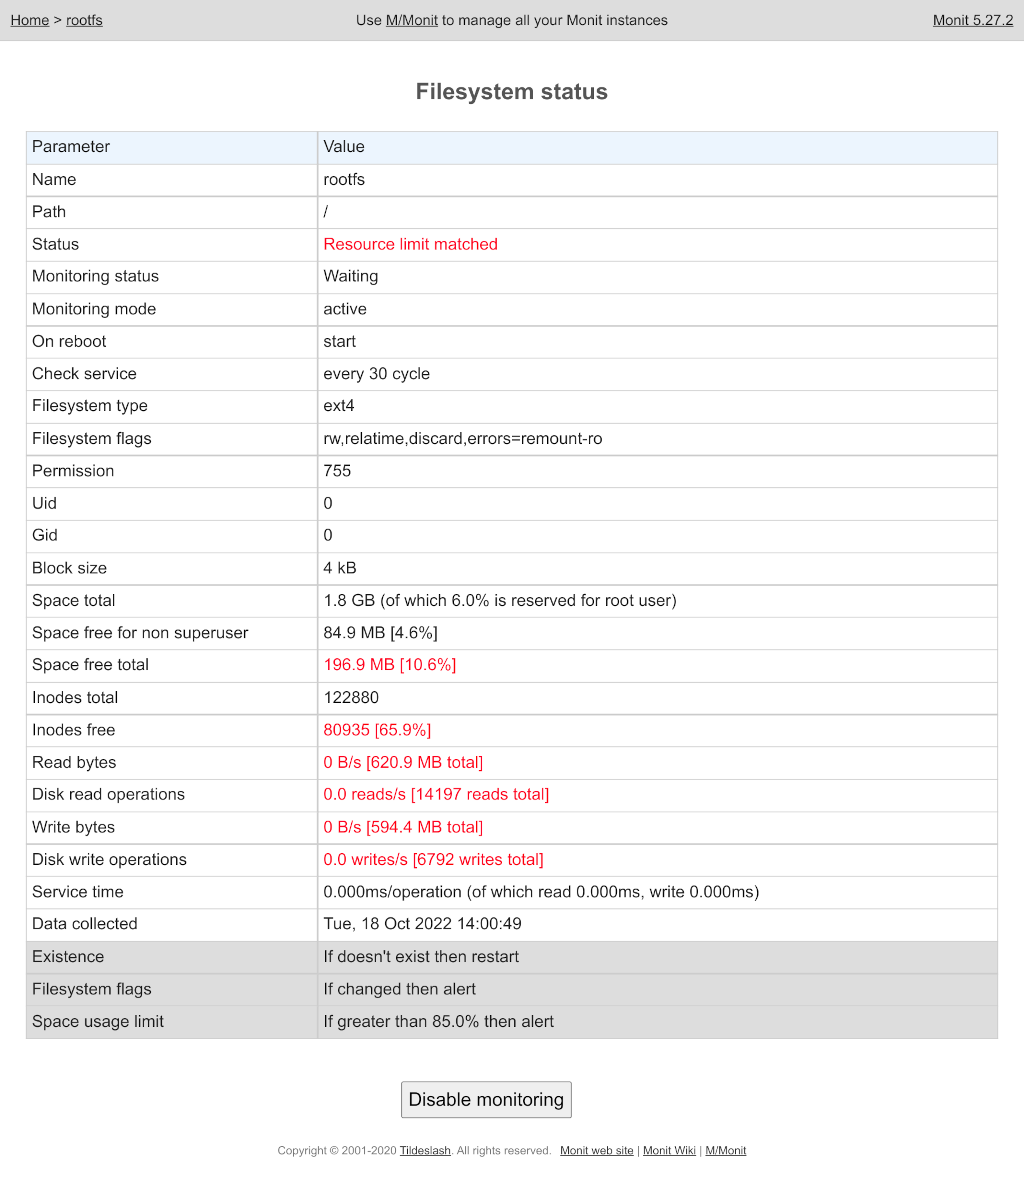 Home > rootfs Use M/Monit to manage all your Monit instances Monit 5.27.2
Filesystem status
Parameter Value
Name rootfs
Path /
Status Resource limit matched
Monitoring status Waiting
Monitoring mode active
On reboot start
Check service every 30 cycle
Filesystem type ext4
Filesystem flags rw,relatime,discard,errors=remount-ro
Permission 755
Uid 0
Gid 0
Block size 4 kB
Space total 1.8 GB (of which 6.0% is reserved for root user)
Space free for non superuser 84.9 MB [4.6%]
Space free total 196.9 MB [10.6%]
Inodes total 122880
Inodes free 80935 [65.9%]
Read bytes 0 B/s [620.9 MB total]
Disk read operations 0.0 reads/s [14197 reads total]
Write bytes 0 B/s [594.4 MB total]
Disk write operations 0.0 writes/s [6792 writes total]
Service time 0.000ms/operation (of which read 0.000ms, write 0.000ms)
Data collected Tue, 18 Oct 2022 14:00:49
Existence If doesn't exist then restart
Filesystem flags If changed then alert
Space usage limit If greater than 85.0% then alert
Disable monitoring
Copyright © 2001-2020 Tildeslash. All rights reserved. Monit web site | Monit Wiki | M/Monit